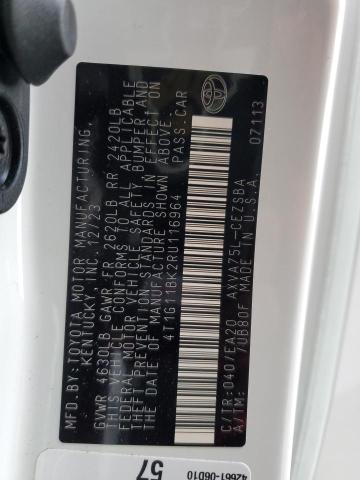 MFD.BY:TOYOTA MOTOR MANUFACTURING,
KENTUCKY, INC. 12/23
GVWR 4630LB GAWR FR 2620LB RR 2420LB
THIS VEHICLE CONFORMS TO ALL APPLICABLE
FEDERAL MOTOR VEHICLE SAFETY, BUMPER AND
THEFT PREVENTION STANDARDS IN EFFECT ON
THE DATE OF MANUFACTURE SHOWN ABOVE.
4T1G11BK2RU116964 PASS.CAR
C/TR:040/EA20 AXVA75L-CEZSBA
A/TM: /UB80F MADE IN U.S.A. 07113
42661-06D10
57